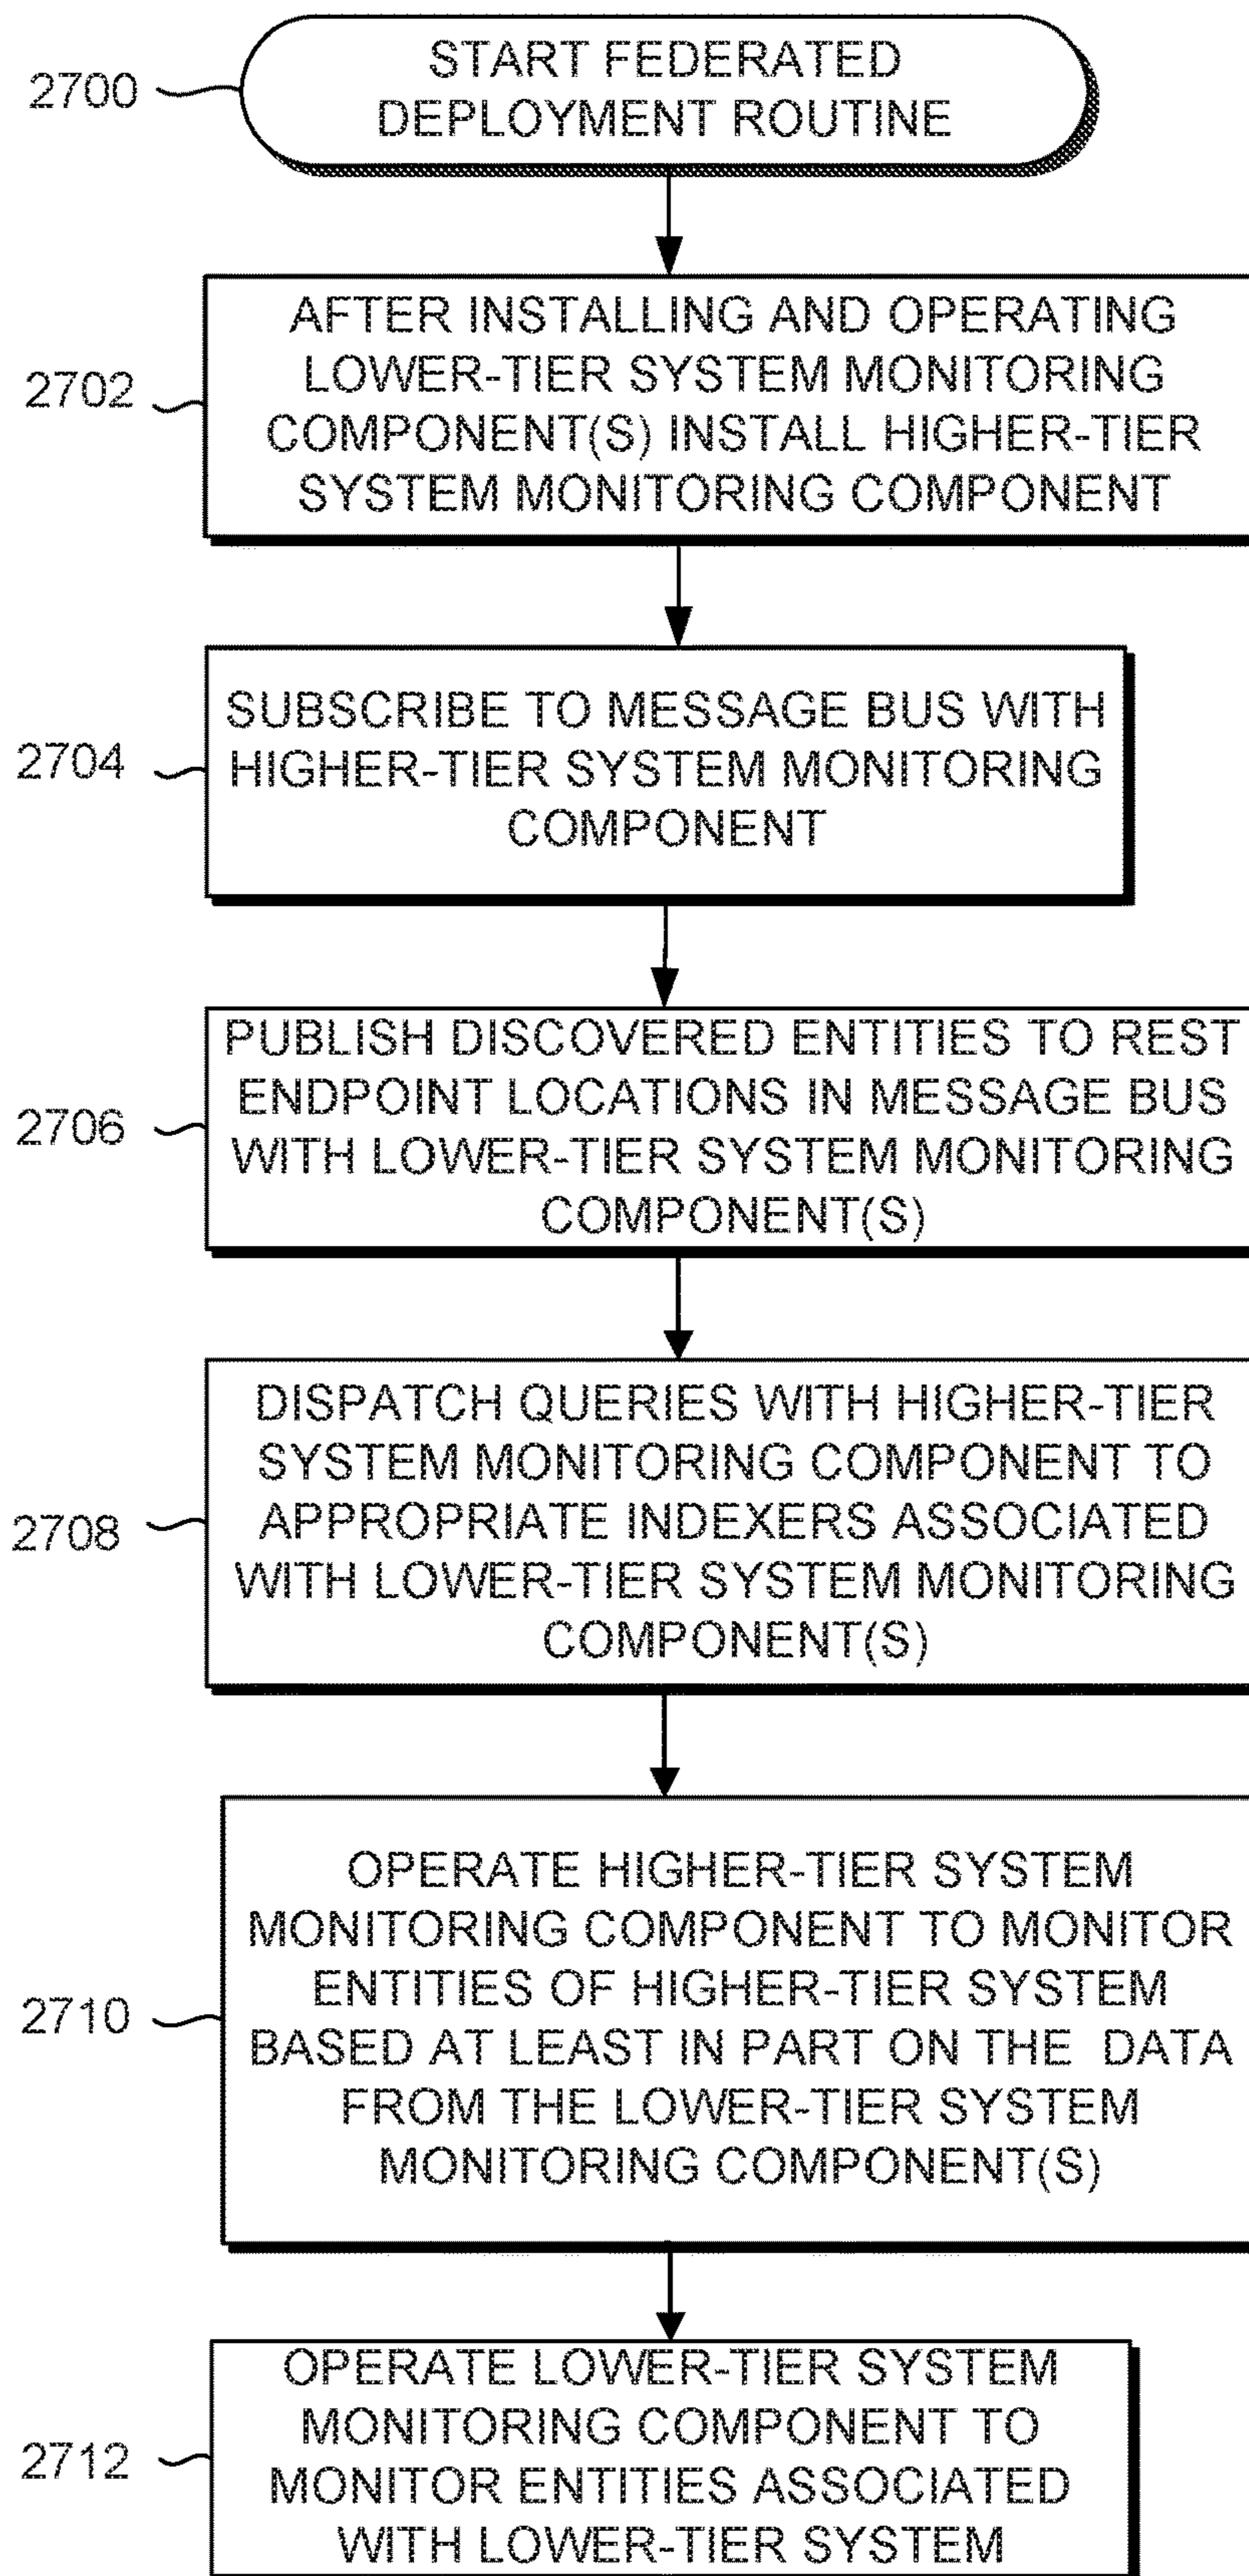 2700
START FEDERATED
DEPLOYMENT ROUTINE
2702
AFTER INSTALLING AND OPERATING
LOWER-TIER SYSTEM MONITORING
COMPONENT(S) INSTALL HIGHER-TIER
SYSTEM MONITORING COMPONENT
2704
SUBSCRIBE TO MESSAGE BUS WITH
HIGHER-TIER SYSTEM MONITORING
COMPONENT
2706
PUBLISH DISCOVERED ENTITIES TO REST
ENDPOINT LOCATIONS IN MESSAGE BUS
WITH LOWER-TIER SYSTEM MONITORING
COMPONENT(S)
2708
DISPATCH QUERIES WITH HIGHER-TIER
SYSTEM MONITORING COMPONENT TO
APPROPRIATE INDEXERS ASSOCIATED
WITH LOWER-TIER SYSTEM MONITORING
COMPONENT(S)
2710
OPERATE HIGHER-TIER SYSTEM
MONITORING COMPONENT TO MONITOR
ENTITIES OF HIGHER-TIER SYSTEM
BASED AT LEAST IN PART ON THE DATA
FROM THE LOWER-TIER SYSTEM
MONITORING COMPONENT(S)
2712
OPERATE LOWER-TIER SYSTEM
MONITORING COMPONENT TO
MONITOR ENTITIES ASSOCIATED
WITH LOWER-TIER SYSTEM